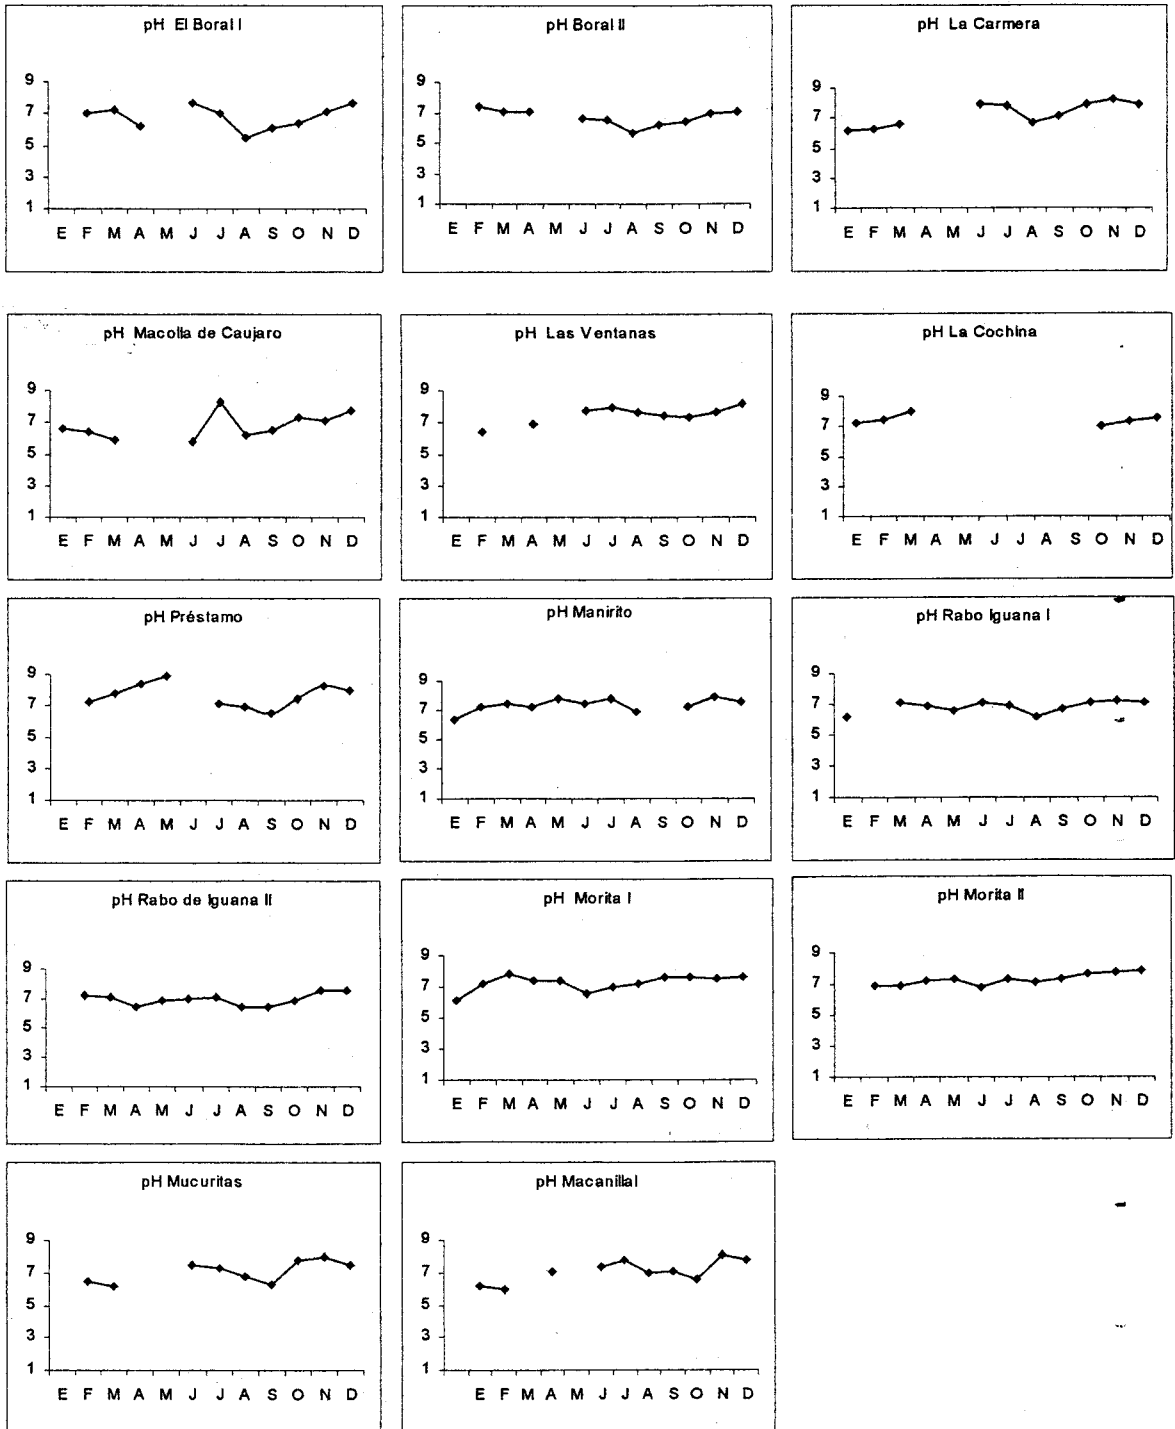 pH El Boral I
9
7
5
3
1
E F M A M J J A S O N D
pH Boral II
9
7
5
3
1
E F M A M J J A S O N D
pH La Carmera
9
7
5
3
1
E F M A M J J A S O N D
pH Macolla de Caujaro
9
7
5
3
1
E F M A M J J A S O N D
pH Las Ventanas
9
7
5
3
1
E F M A M J J A S O N D
pH La Cochina
9
7
5
3
1
E F M A M J J A S O N D
pH Préstamo
9
7
5
3
1
E F M A M J J A S O N D
pH Manirito
9
7
5
3
1
E F M A M J J A S O N D
pH Rabo Iguana I
9
7
5
3
1
E F M A M J J A S O N D
pH Rabo de Iguana II
9
7
5
3
1
E F M A M J J A S O N D
pH Morita I
9
7
5
3
1
E F M A M J J A S O N D
pH Morita II
9
7
5
3
1
E F M A M J J A S O N D
pH Mucuritas
9
7
5
3
1
E F M A M J J A S O N D
pH Macanillal
9
7
5
3
1
E F M A M J J A S O N D